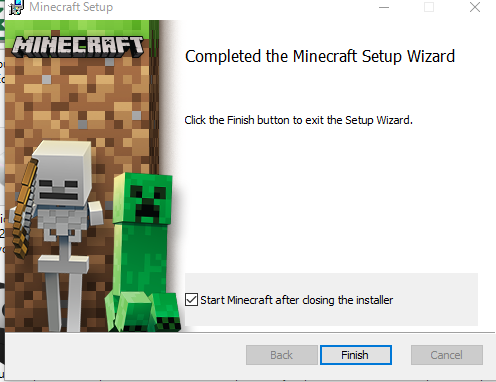 Minecraft Setup
MINECRAFT
Completed the Minecraft Setup Wizard
Click the Finish button to exit the Setup Wizard.
Start Minecraft after closing the installer
Back
Finish
Cancel